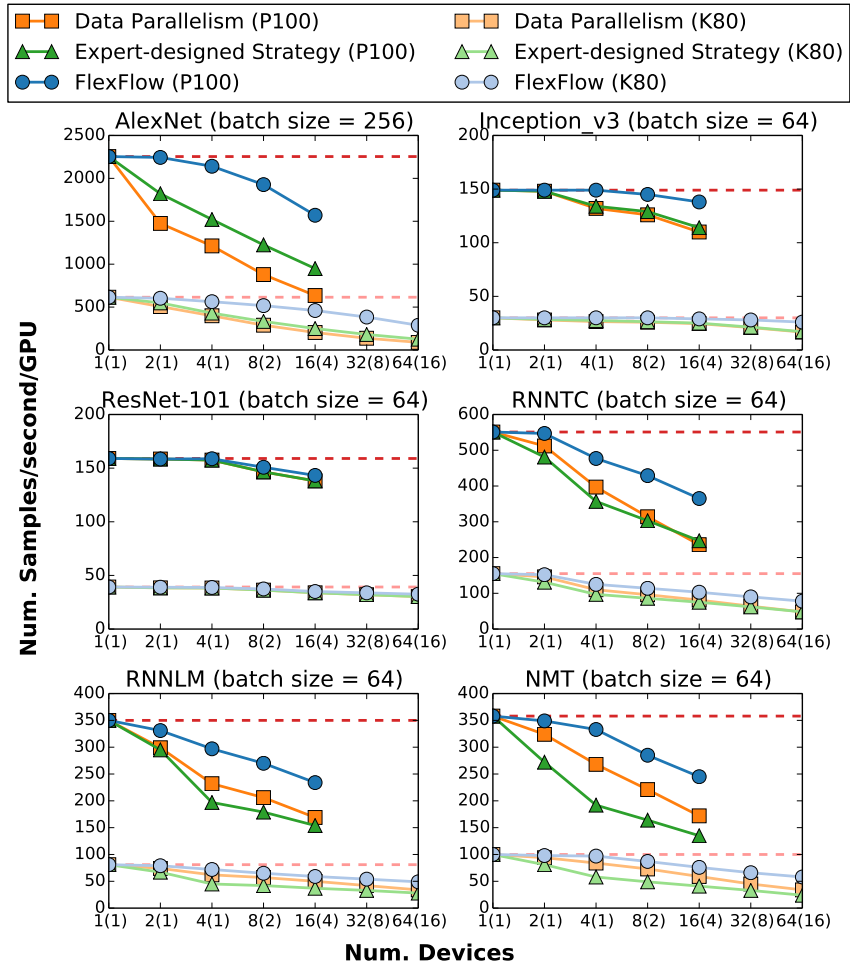 Data Parallelism (P100) Data Parallelism (K80)
Expert-designed Strategy (P100) Expert-designed Strategy (K80)
FlexFlow (P100) FlexFlow (K80)
Num. Samples/second/GPU
AlexNet (batch size = 256)
2500
2000
1500
1000
500
0
1(1) 2(1) 4(1) 8(2) 16(4) 32(8) 64(16)
Inception_v3 (batch size = 64)
200
150
100
50
0
1(1) 2(1) 4(1) 8(2) 16(4) 32(8) 64(16)
ResNet-101 (batch size = 64)
200
150
100
50
0
1(1) 2(1) 4(1) 8(2) 16(4) 32(8) 64(16)
RNNTC (batch size = 64)
600
500
400
300
200
100
0
1(1) 2(1) 4(1) 8(2) 16(4) 32(8) 64(16)
RNNLM (batch size = 64)
400
350
300
250
200
150
100
50
0
1(1) 2(1) 4(1) 8(2) 16(4) 32(8) 64(16)
NMT (batch size = 64)
400
350
300
250
200
150
100
50
0
1(1) 2(1) 4(1) 8(2) 16(4) 32(8) 64(16)
Num. Devices